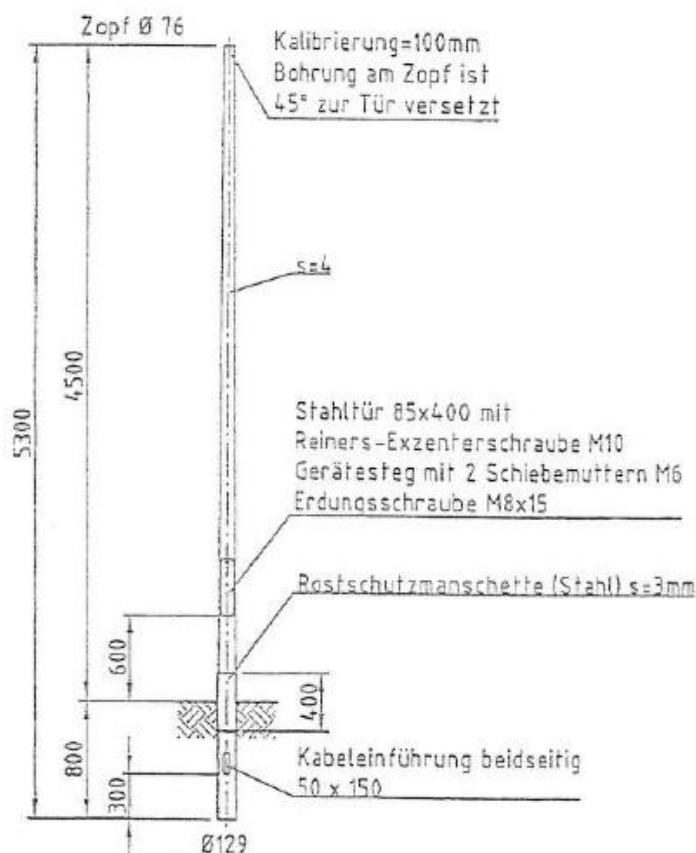 Zopf Ø 76
Kalibrierung=100mm
Bohrung am Zopf ist
45° zur Tür versetzt
s=4
5300
4500
Stahltür 85x400 mit
Reiners-Exzenterschraube M10
Gerätesteg mit 2 Schiebemuttern M6
Erdungsschraube M8x15
Rostschutzmanschette (Stahl) s=3mm
600
400
800
300
Kabeleinführung beidseitig
50 x 150
Ø129